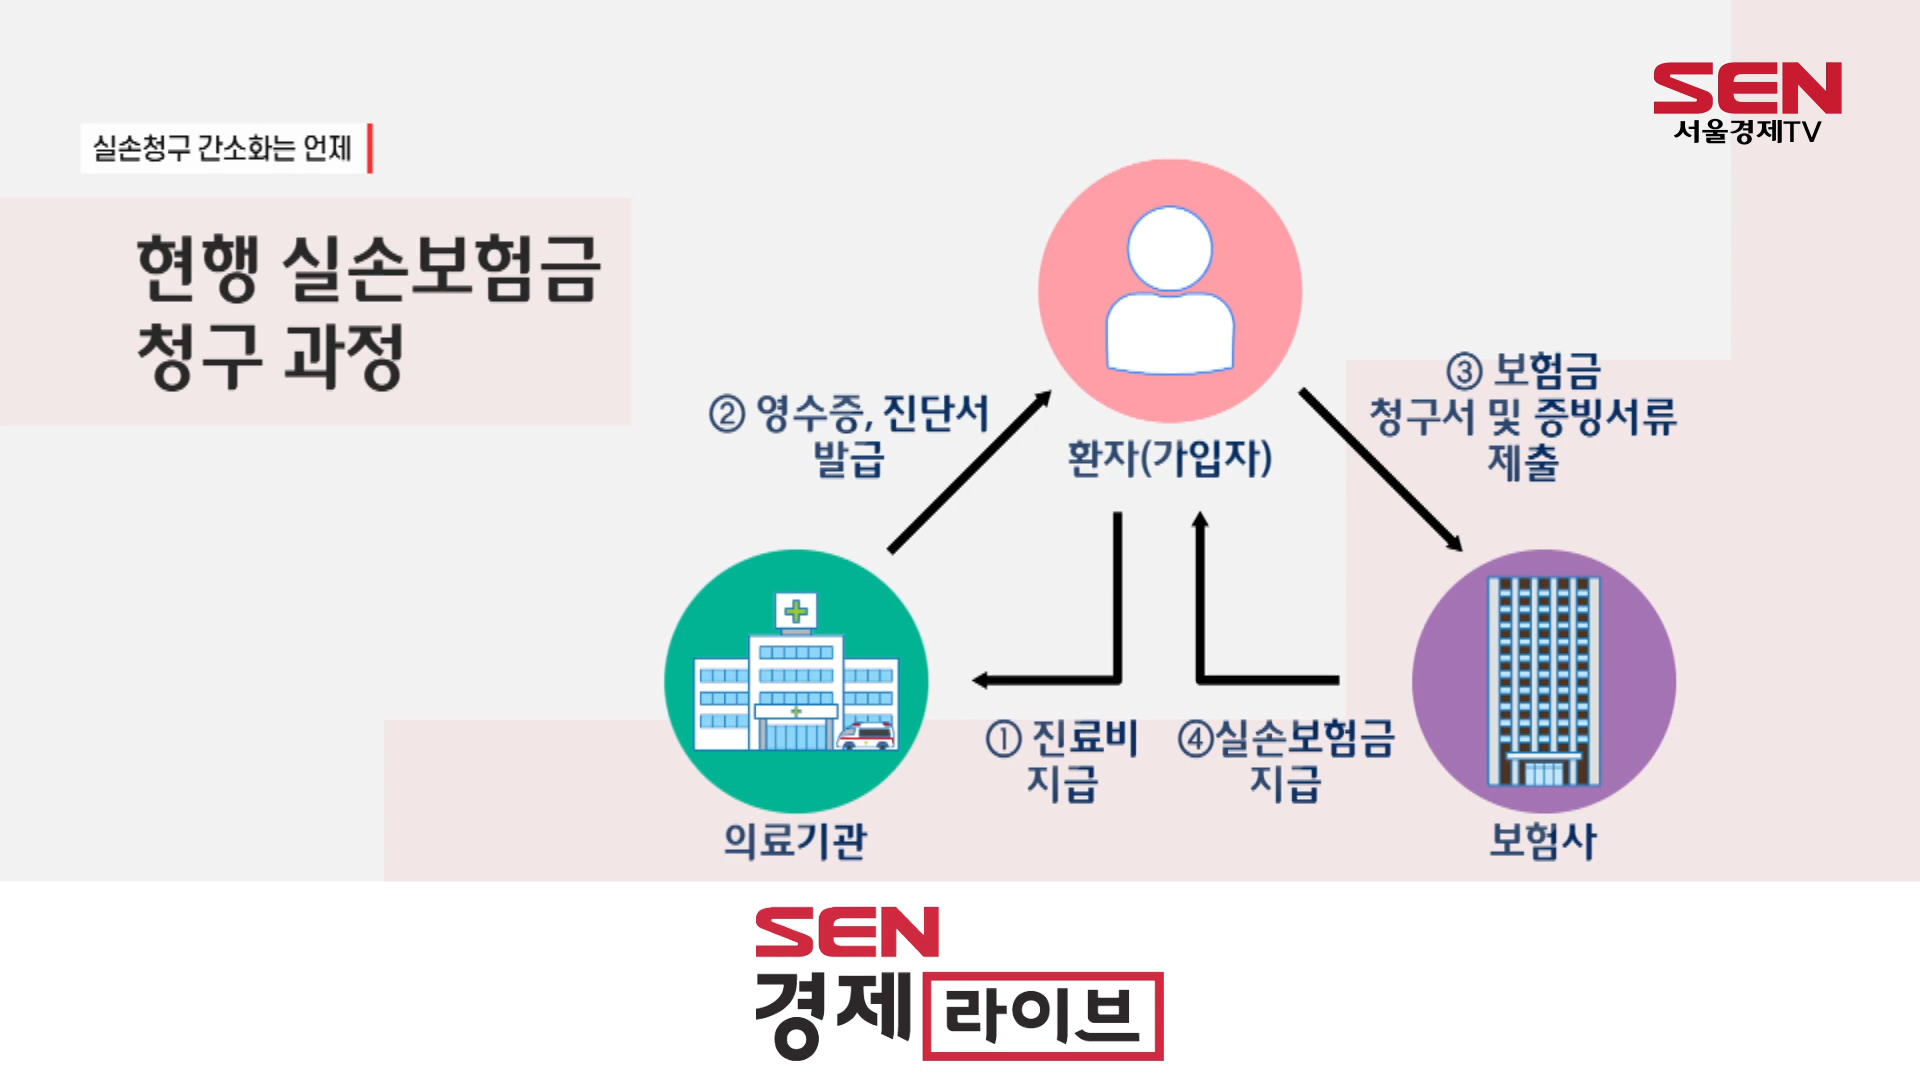 SEN
서울경제TV
실손청구 간소화는 언제
현행 실손보험금
청구 과정
② 영수증, 진단서
발급
환자(가입자)
③ 보험금
청구서 및 증빙서류
제출
① 진료비
지급
④실손보험금
지급
의료기관
보험사
SEN
경제라이브